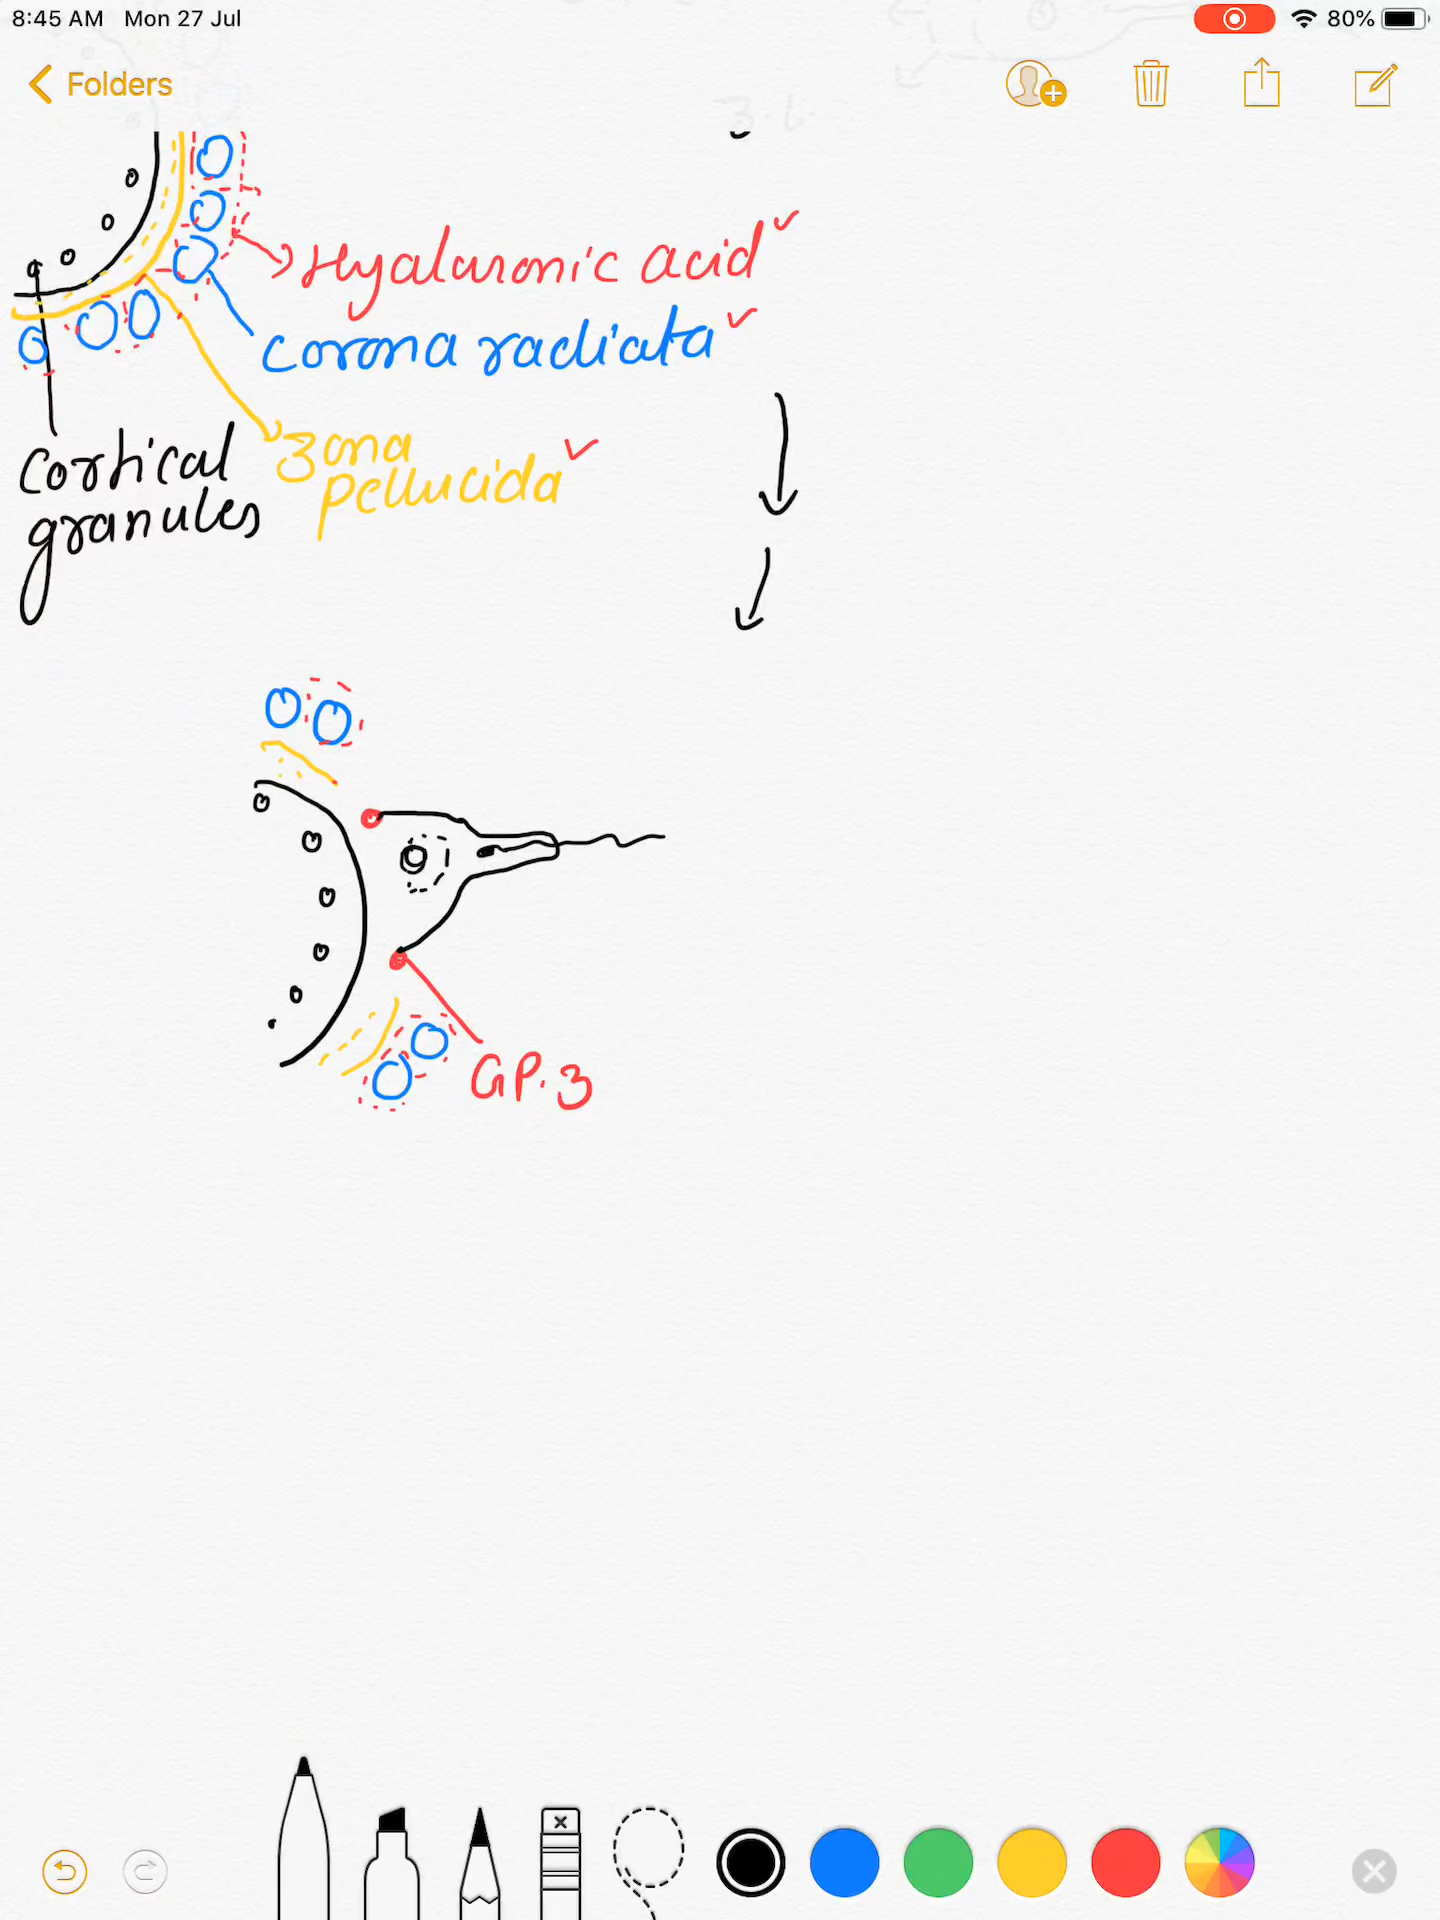 8:45 AM Mon 27 Jul
80%
Folders
Hyaluronic acid
Corona radiata
Cortical
granules
Zona
pellucida
GP.3